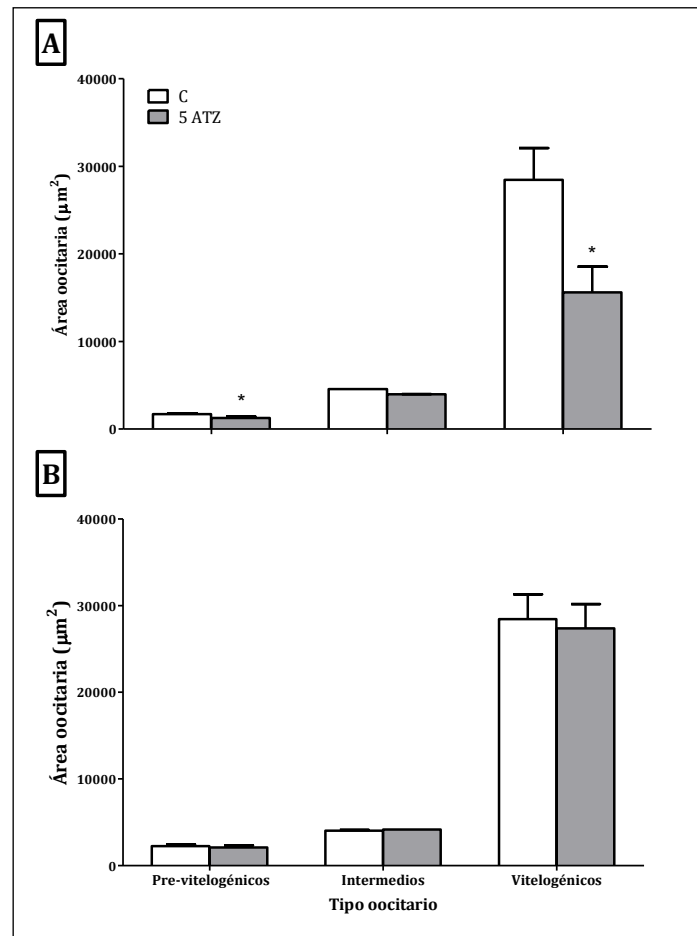 A
40000
30000
20000
10000
0
Área oocitaria (μm²)
C
5 ATZ
*
*
B
40000
30000
20000
10000
0
Área oocitaria (μm²)
Pre-vitelogénicos Intermedios Vitelogénicos
Tipo oocitario